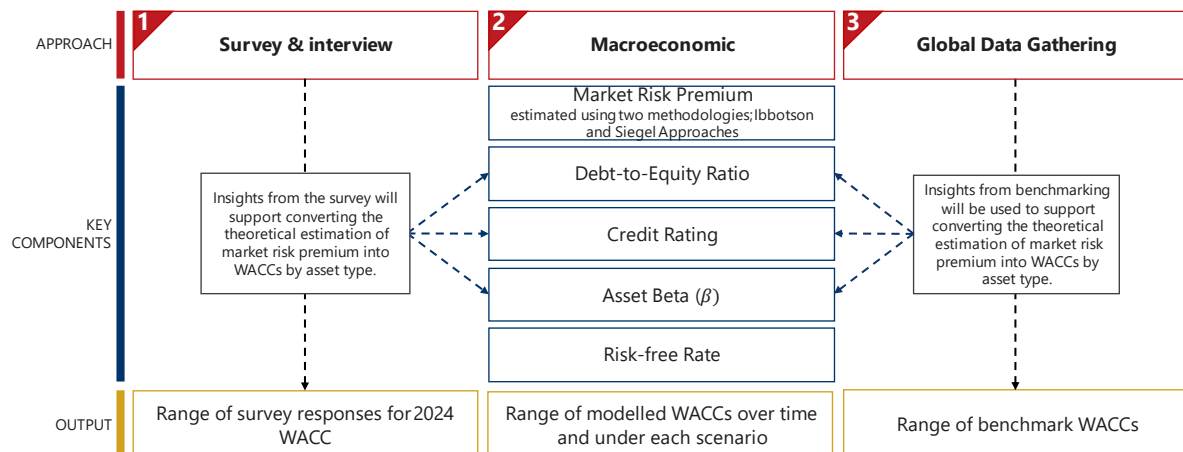 APPROACH
1
Survey & interview
2
Macroeconomic
3
Global Data Gathering
KEY
COMPONENTS
Insights from the survey will
support converting the
theoretical estimation of
market risk premium into
WACCs by asset type.
Market Risk Premium
estimated using two methodologies; Ibbotson
and Siegel Approaches
Debt-to-Equity Ratio
Credit Rating
Asset Beta (β)
Risk-free Rate
Insights from benchmarking
will be used to support
converting the theoretical
estimation of market risk
premium into WACCs by
asset type.
OUTPUT
Range of survey responses for 2024
WACC
Range of modelled WACCs over time
and under each scenario
Range of benchmark WACCs